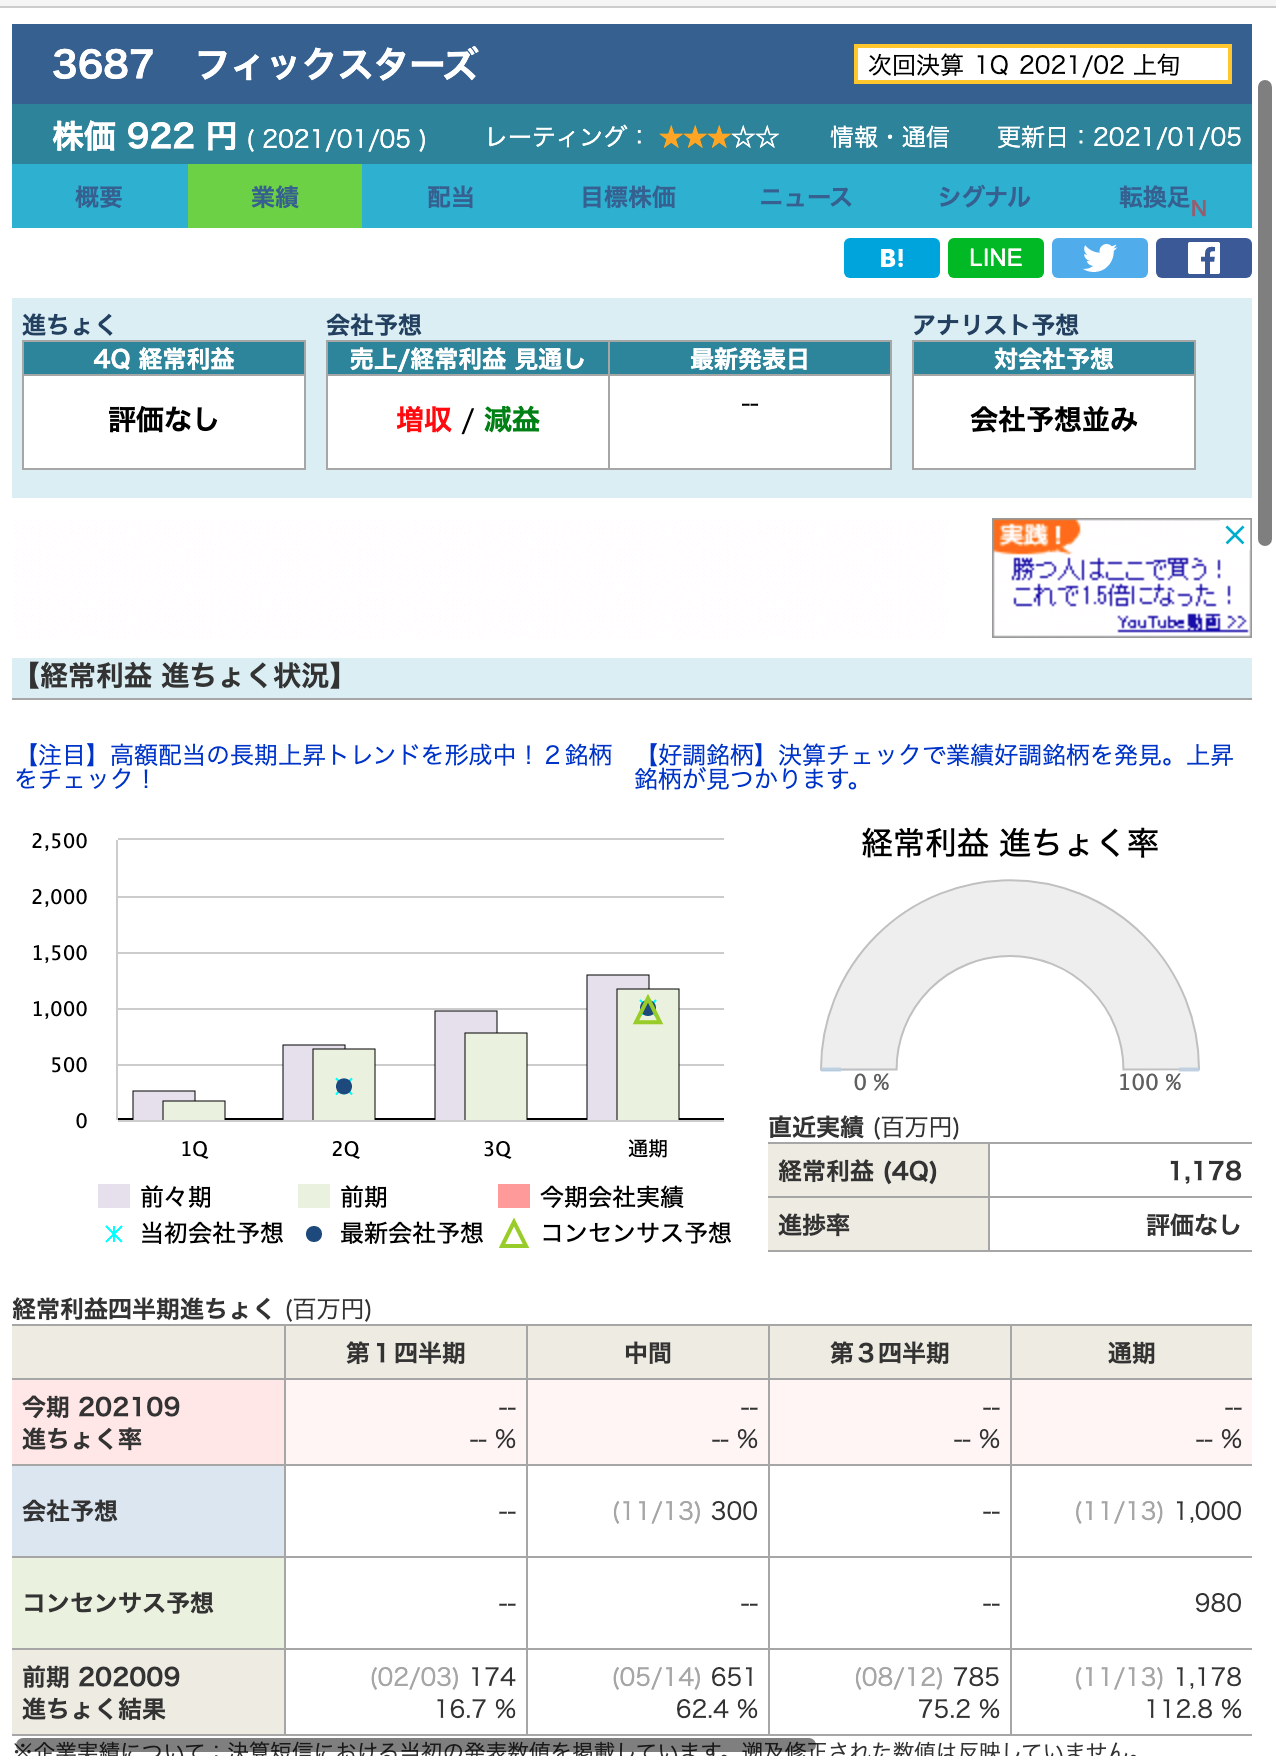 3687　フィックスターズ
次回決算 1Q 2021/02 上旬
株価 922 円 ( 2021/01/05 )
レーティング： ★★★☆☆
情報・通信
更新日：2021/01/05
概要 業績 配当 目標株価 ニュース シグナル 転換足N
B! LINE
進ちょく
4Q 経常利益
評価なし
会社予想
売上/経常利益 見通し 最新発表日
増収 / 減益 --
アナリスト予想
対会社予想
会社予想並み
実践！
勝つ人はここで買う！
これで1.5倍になった！
YouTube動画 >>
【経常利益 進ちょく状況】
【注目】高額配当の長期上昇トレンドを形成中！２銘柄
をチェック！
【好調銘柄】決算チェックで業績好調銘柄を発見。上昇
銘柄が見つかります。
2,500
2,000
1,500
1,000
500
0
1Q 2Q 3Q 通期
前々期 前期 今期会社実績
当初会社予想 最新会社予想 コンセンサス予想
経常利益 進ちょく率
0 % 100 %
直近実績 (百万円)
経常利益 (4Q) 1,178
進捗率 評価なし
経常利益四半期進ちょく (百万円)
第１四半期 中間 第３四半期 通期
今期 202109 -- -- -- --
進ちょく率 -- % -- % -- % -- %
会社予想 -- (11/13) 300 -- (11/13) 1,000
コンセンサス予想 -- -- -- 980
前期 202009 (02/03) 174 (05/14) 651 (08/12) 785 (11/13) 1,178
進ちょく結果 16.7 % 62.4 % 75.2 % 112.8 %
※企業実績について：決算短信における当初の発表数値を掲載しています。遡及修正された数値は反映していません。